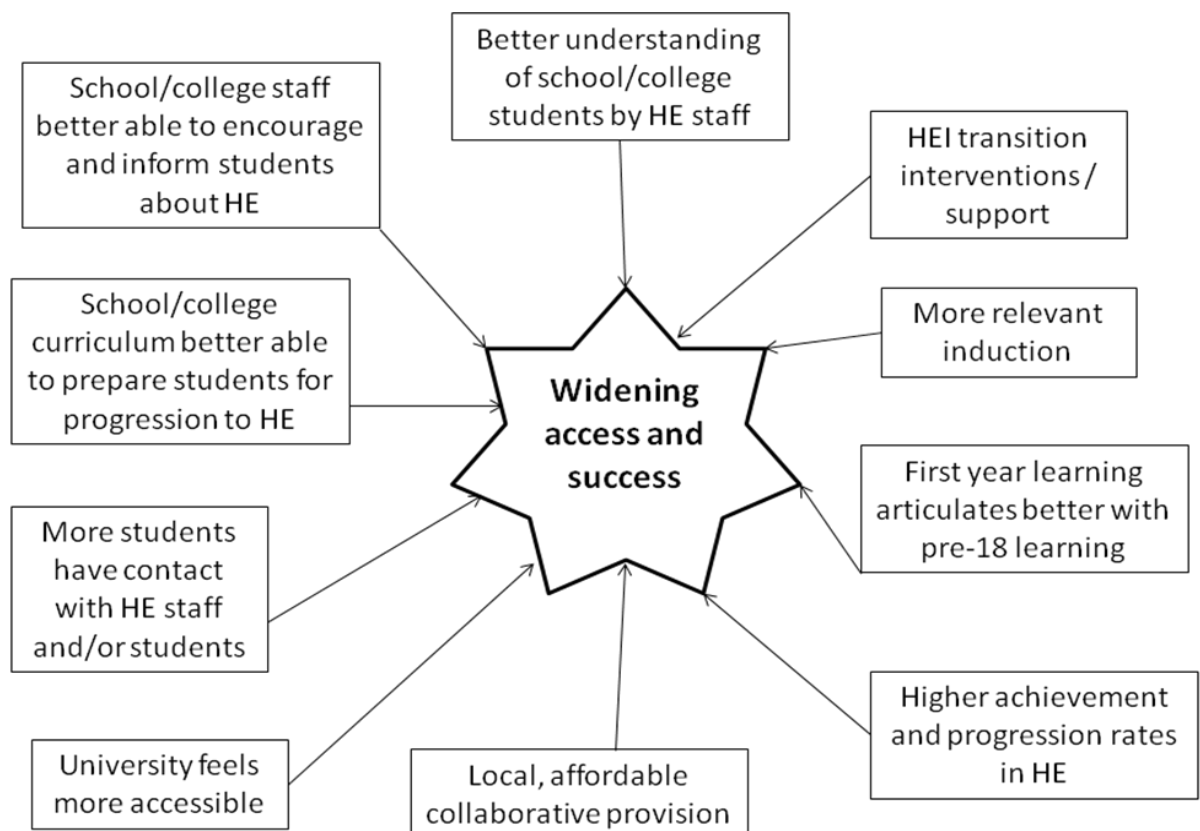 Better understanding
of school/college
students by HE staff
School/college staff
better able to encourage
and inform students
about HE
HEI transition
interventions /
support
School/college
curriculum better able
to prepare students for
progression to HE
More relevant
induction
Widening
access and
success
First year learning
articulates better with
pre-18 learning
More students
have contact
with HE staff
and/or students
Higher achievement
and progression rates
in HE
University feels
more accessible
Local, affordable
collaborative provision